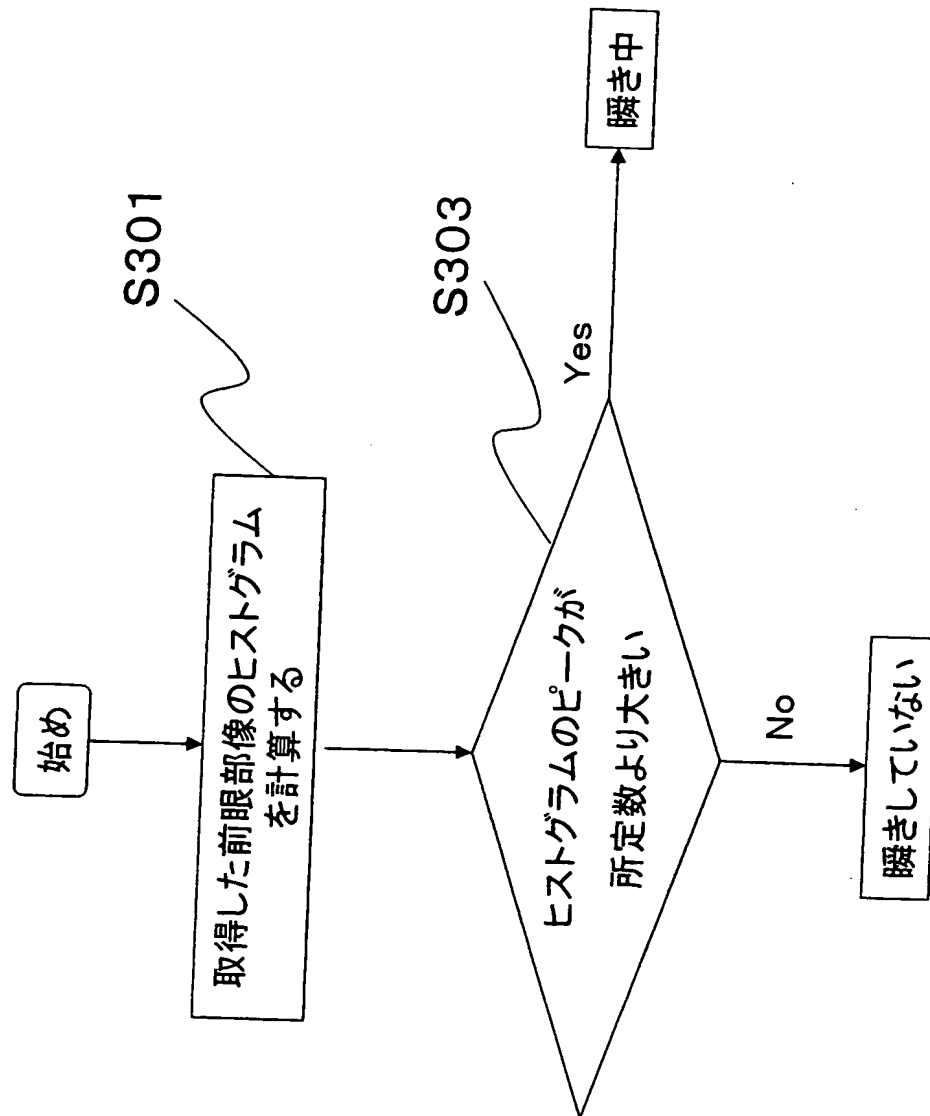 始め
取得した前眼部像のヒストグラム
を計算する
S301
ヒストグラムのピークが
所定数より大きい
S303
Yes
瞬き中
No
瞬きしていない